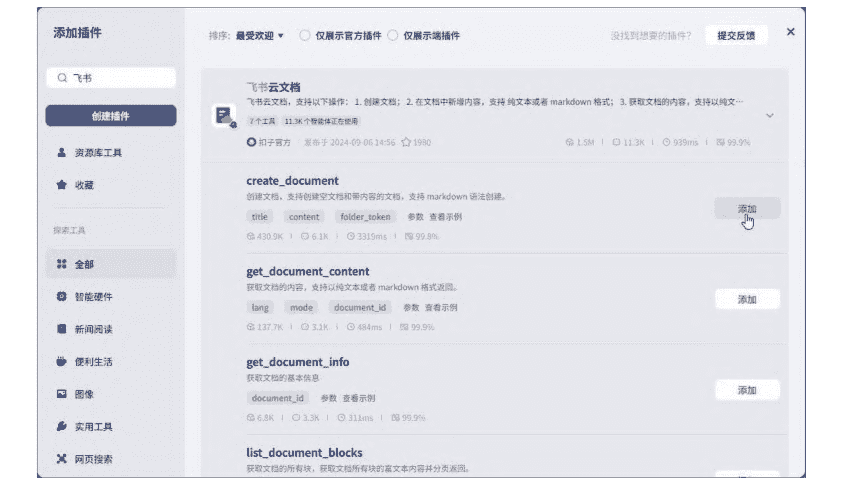 添加插件
排序: 最受欢迎 仅展示官方插件 仅展示端插件 没找到想要的插件? 提交反馈
飞书
创建插件
资源库工具
收藏
探索工具
全部
智能硬件
新闻阅读
便利生活
图像
实用工具
网页搜索
飞书云文档
飞书云文档，支持以下操作： 1. 创建文档； 2. 在文档中新增内容，支持 纯文本或者 markdown 格式； 3. 获取文档的内容，支持以纯文…
7 个工具 11.3K 个智能体正在使用
扣子官方 发布于 2024-09-06 14:56 1980 1.5M 11.3K 939ms 99.9%
create_document
创建文档，支持创建空文档和带内容的文档，支持 markdown 语法创建。
title content folder_token 参数 查看示例
添加
430.9K 6.1K 3315ms 99.8%
get_document_content
获取文档的内容，支持以纯文本或者 markdown 格式返回。
lang mode document_id 参数 查看示例
添加
137.7K 3.1K 484ms 99.9%
get_document_info
获取文档的基本信息
document_id 参数 查看示例
添加
6.8K 3.3K 311ms 99.9%
list_document_blocks
获取文档的所有块，获取文档所有块的富文本内容并分页返回。